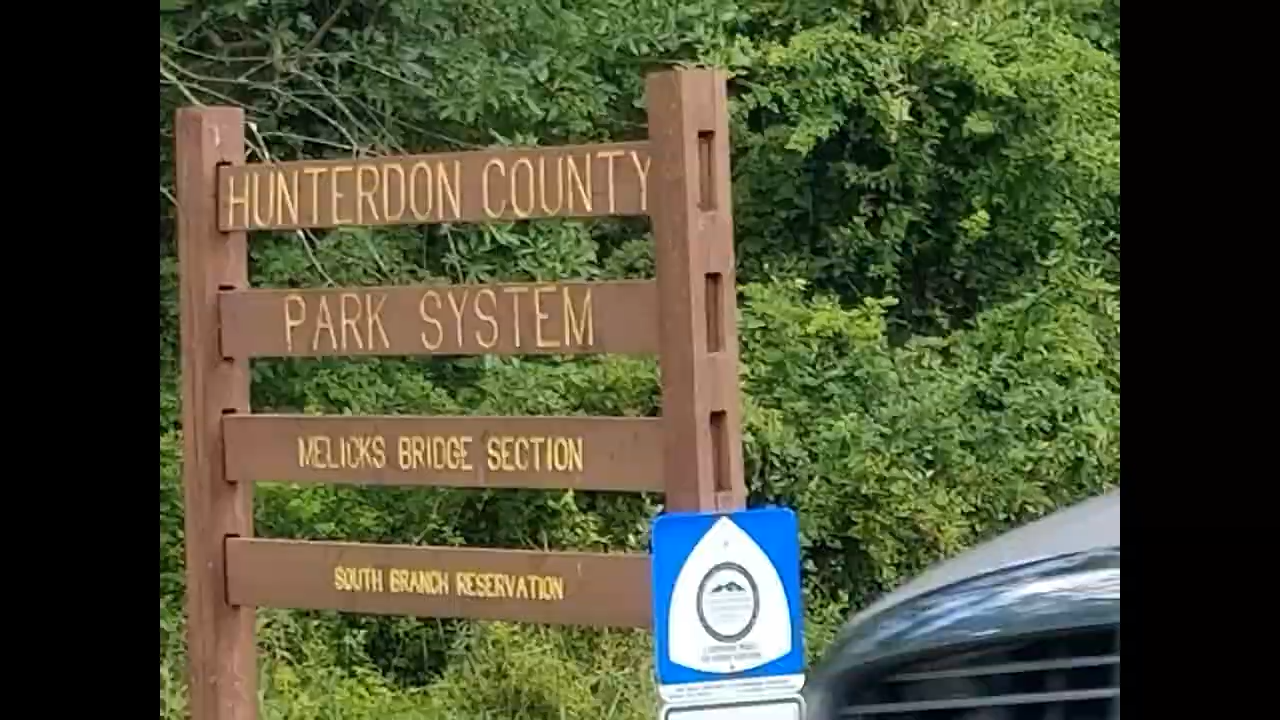 HUNTERDON COUNTY
PARK SYSTEM
MELICKS BRIDGE SECTION
SOUTH BRANCH RESERVATION